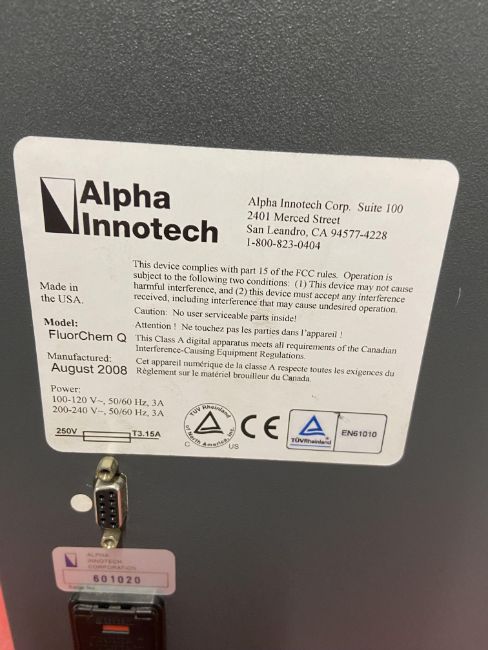 Alpha
Innotech
Alpha Innotech Corp. Suite 100
2401 Merced Street
San Leandro, CA 94577-4228
1-800-823-0404
Made in
the USA.
This device complies with part 15 of the FCC rules. Operation is
subject to the following two conditions: (1) This device may not cause
harmful interference, and (2) this device must accept any interference
received, including interference that may cause undesired operation.
Caution: No user serviceable parts inside!
Attention ! Ne touchez pas les parties dans l'appareil !
Model:
FluorChem Q
This Class A digital apparatus meets all requirements of the Canadian
Interference-Causing Equipment Regulations.
Manufactured:
August 2008
Cet appareil numérique de la classe A respecte toutes les exigences du
Règlement sur le matériel brouilleur du Canada.
Power:
100-120 V~, 50/60 Hz, 3A
200-240 V~, 50/60 Hz, 3A
250V T3.15A
TÜV Rheinland
of North America, Inc.
C US
CE
TÜVRheinland
EN61010
ALPHA
INNOTECH
CORPORATION
601020